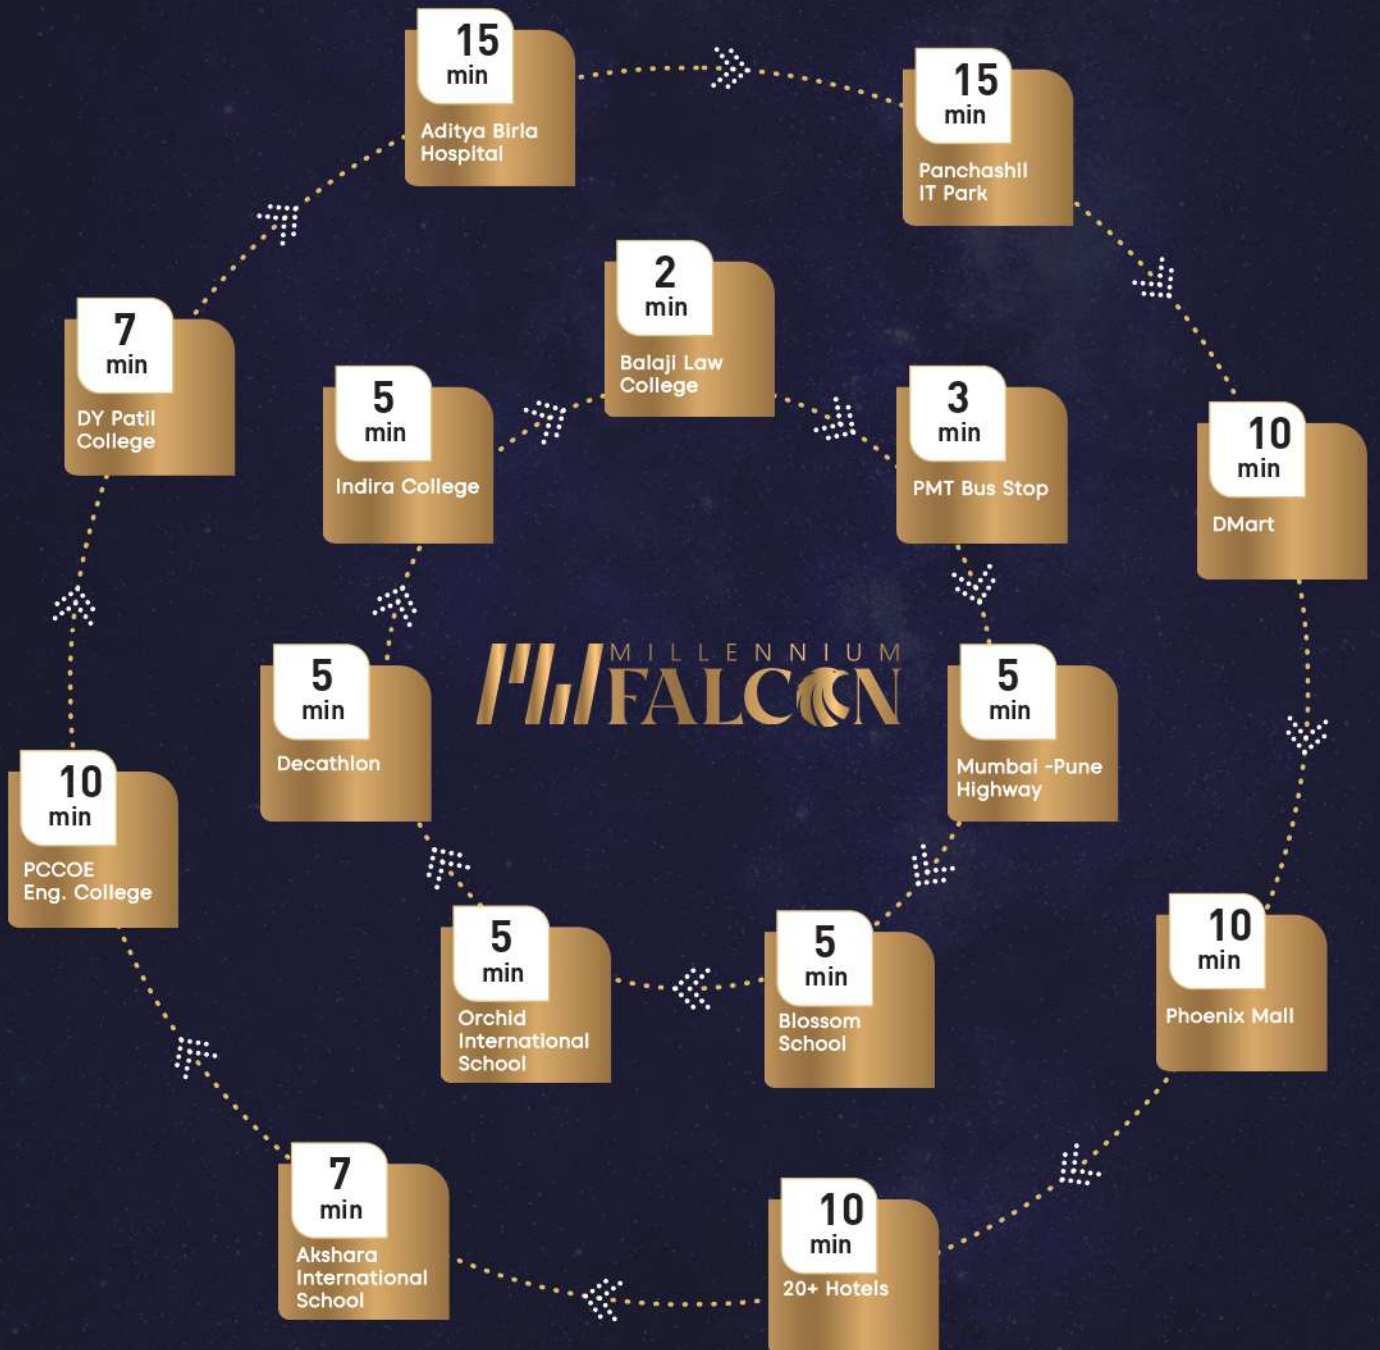 15
min
Aditya Birla
Hospital
15
min
Panchashil
IT Park
2
min
Balaji Law
College
7
min
DY Patil
College
5
min
Indira College
3
min
PMT Bus Stop
10
min
DMart
MILLENNIUM
FALCON
5
min
Decathlon
5
min
Mumbai -Pune
Highway
10
min
PCCOE
Eng. College
5
min
Orchid
International
School
5
min
Blossom
School
10
min
Phoenix Mall
7
min
Akshara
International
School
10
min
20+ Hotels